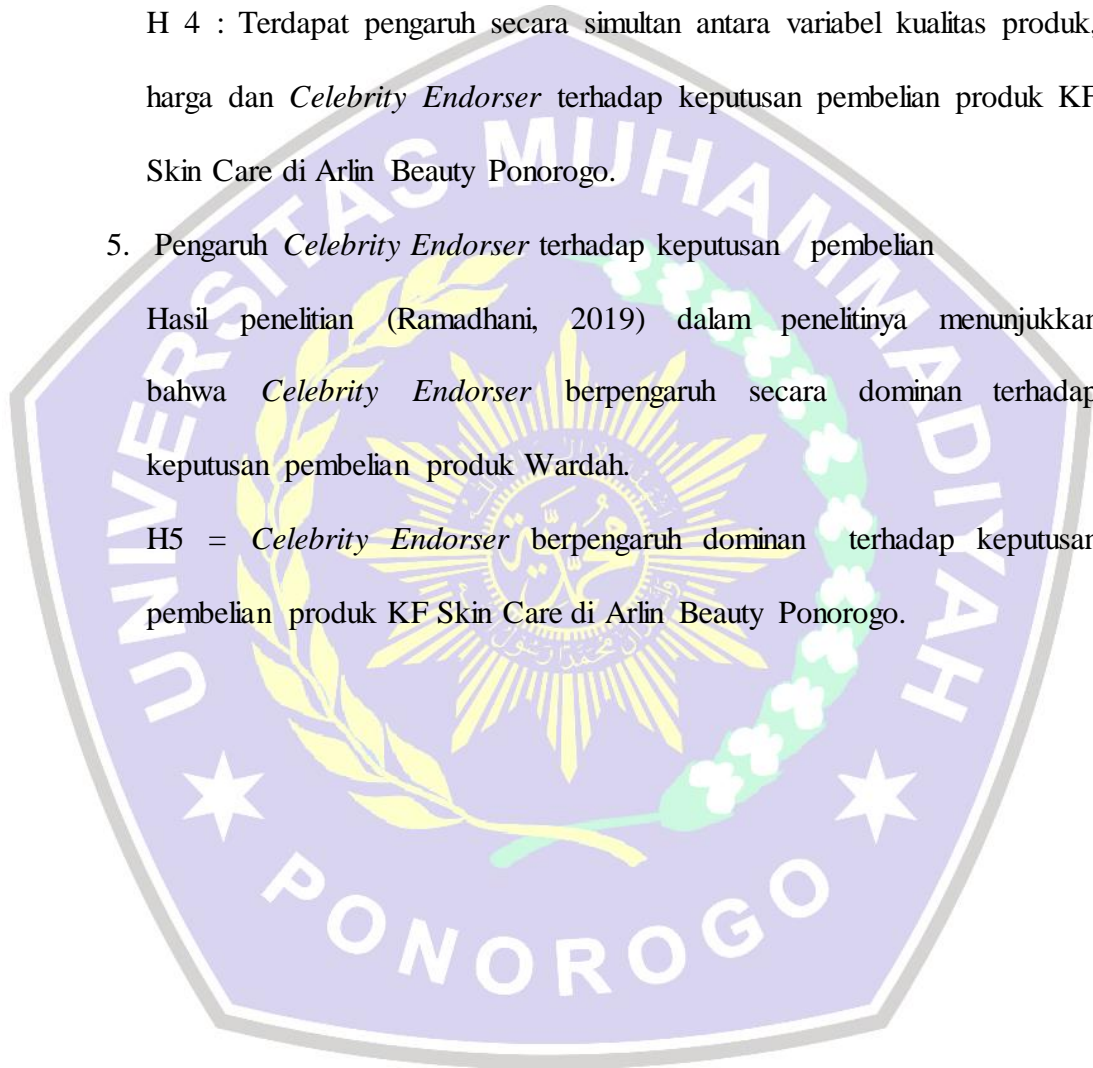 H 4 : Terdapat pengaruh secara simultan antara variabel kualitas produk,
harga dan Celebrity Endorser terhadap keputusan pembelian produk KF
Skin Care di Arlin Beauty Ponorogo.
5. Pengaruh Celebrity Endorser terhadap keputusan pembelian
Hasil penelitian (Ramadhani, 2019) dalam penelitinya menunjukkan
bahwa Celebrity Endorser berpengaruh secara dominan terhadap
keputusan pembelian produk Wardah.
H5 = Celebrity Endorser berpengaruh dominan terhadap keputusan
pembelian produk KF Skin Care di Arlin Beauty Ponorogo.
UNIVERSITAS MUHAMMADIYAH
PONOROGO